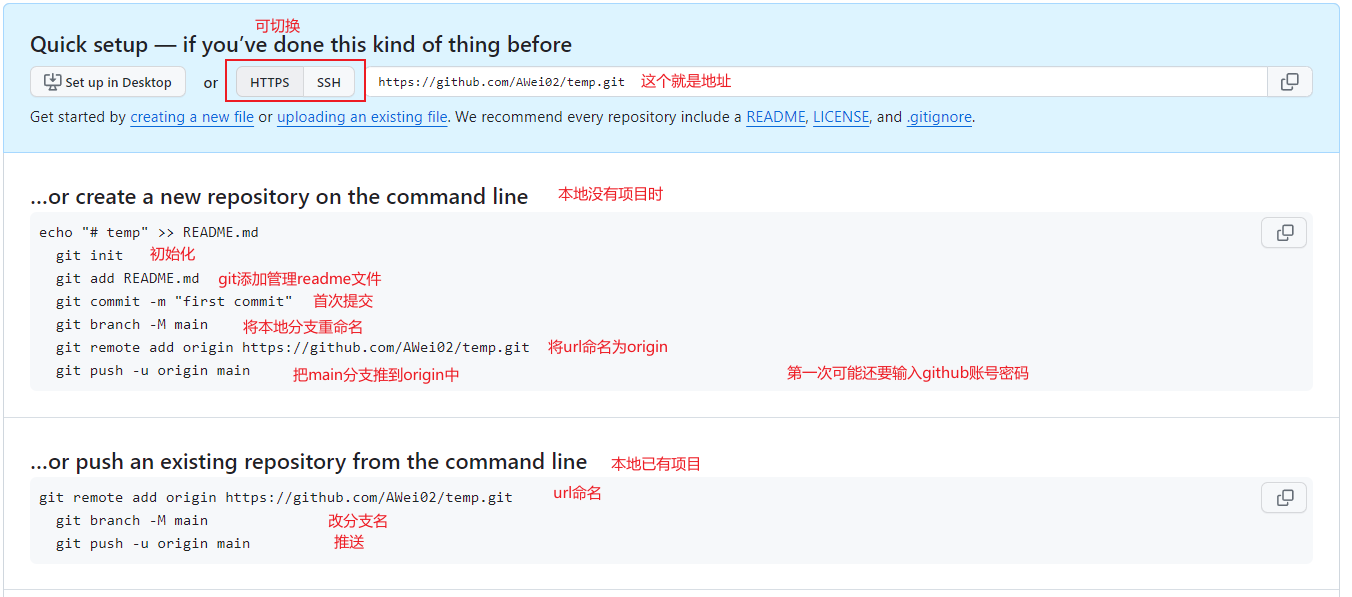 可切换
Quick setup — if you've done this kind of thing before
Set up in Desktop or HTTPS SSH https://github.com/AWei02/temp.git 这个就是地址
Get started by creating a new file or uploading an existing file. We recommend every repository include a README, LICENSE, and .gitignore.
…or create a new repository on the command line 本地没有项目时
echo "# temp" >> README.md
git init 初始化
git add README.md git添加管理readme文件
git commit -m "first commit" 首次提交
git branch -M main 将本地分支重命名
git remote add origin https://github.com/AWei02/temp.git 将url命名为origin
git push -u origin main 把main分支推到origin中 第一次可能还要输入github账号密码
…or push an existing repository from the command line 本地已有项目
git remote add origin https://github.com/AWei02/temp.git url命名
git branch -M main 改分支名
git push -u origin main 推送